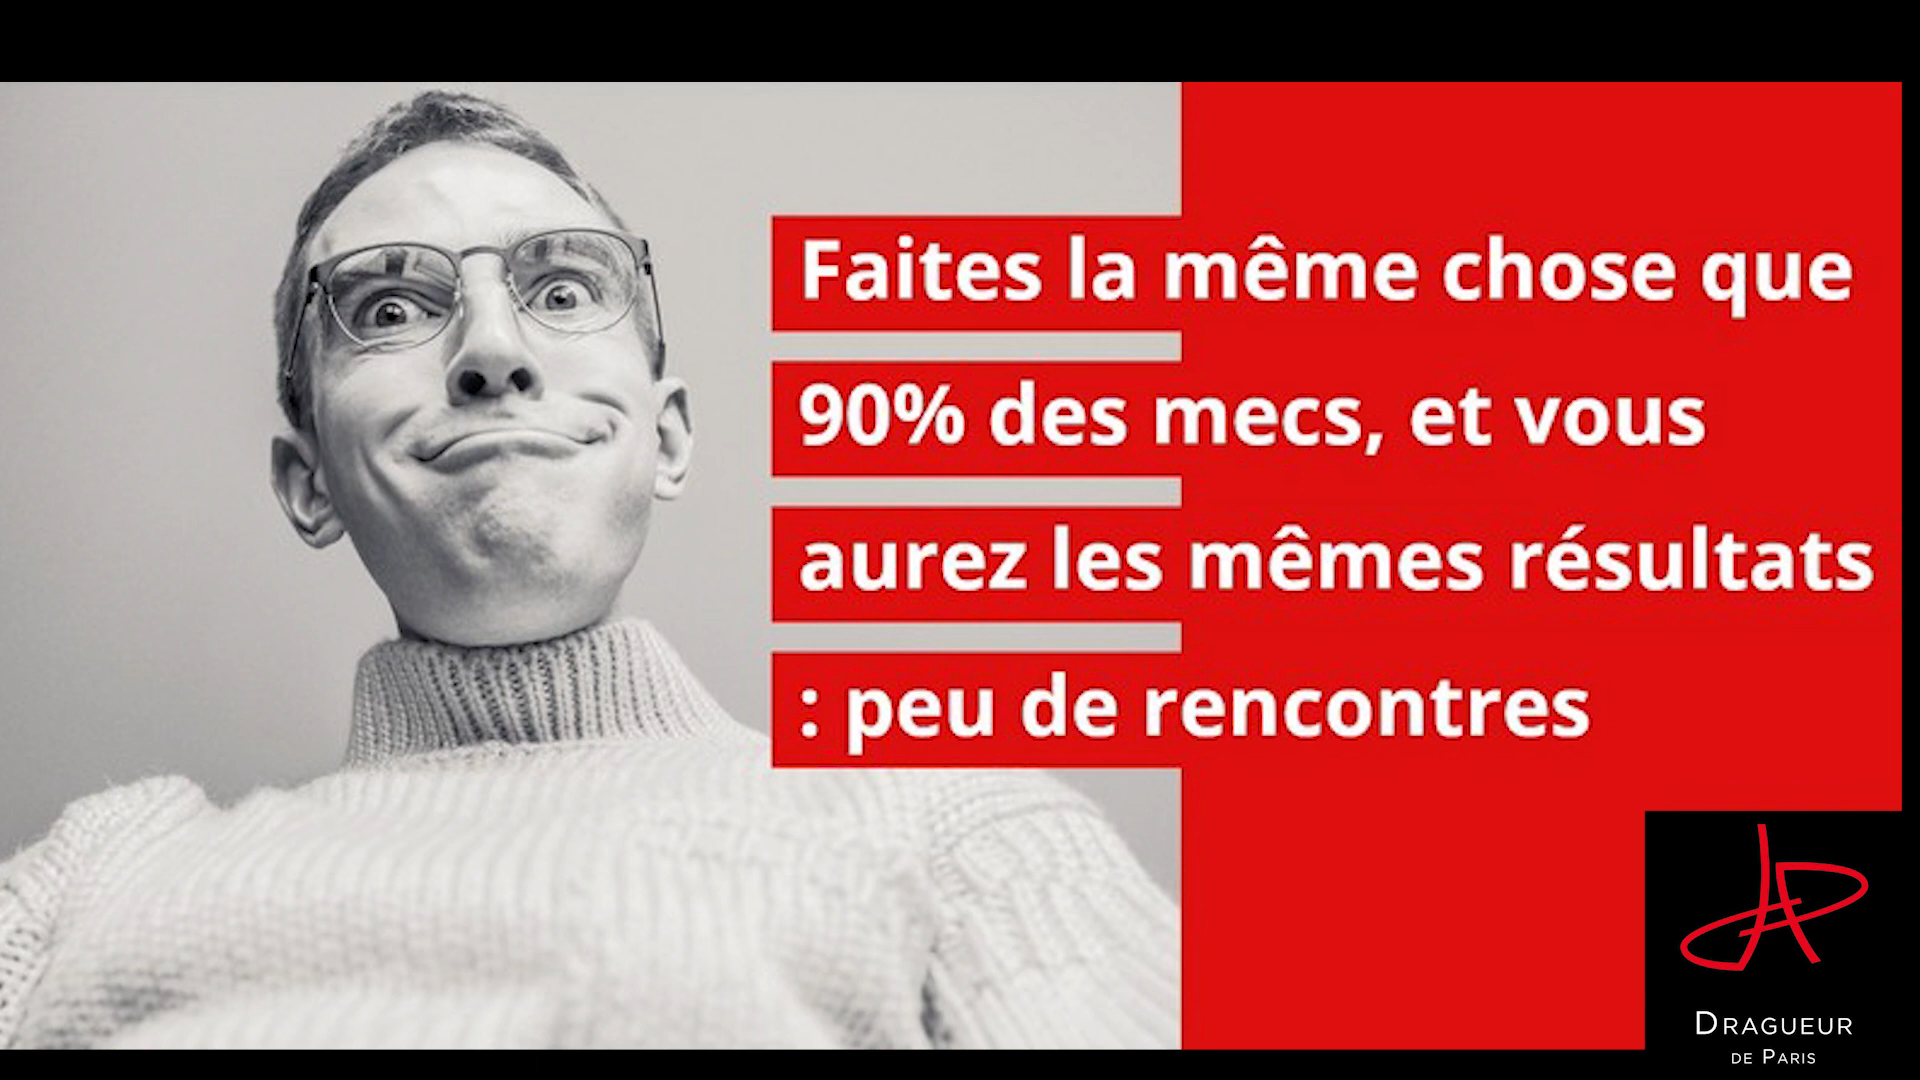 Faites la même chose que
90% des mecs, et vous
aurez les mêmes résultats
: peu de rencontres
DRAGUEUR
DE PARIS